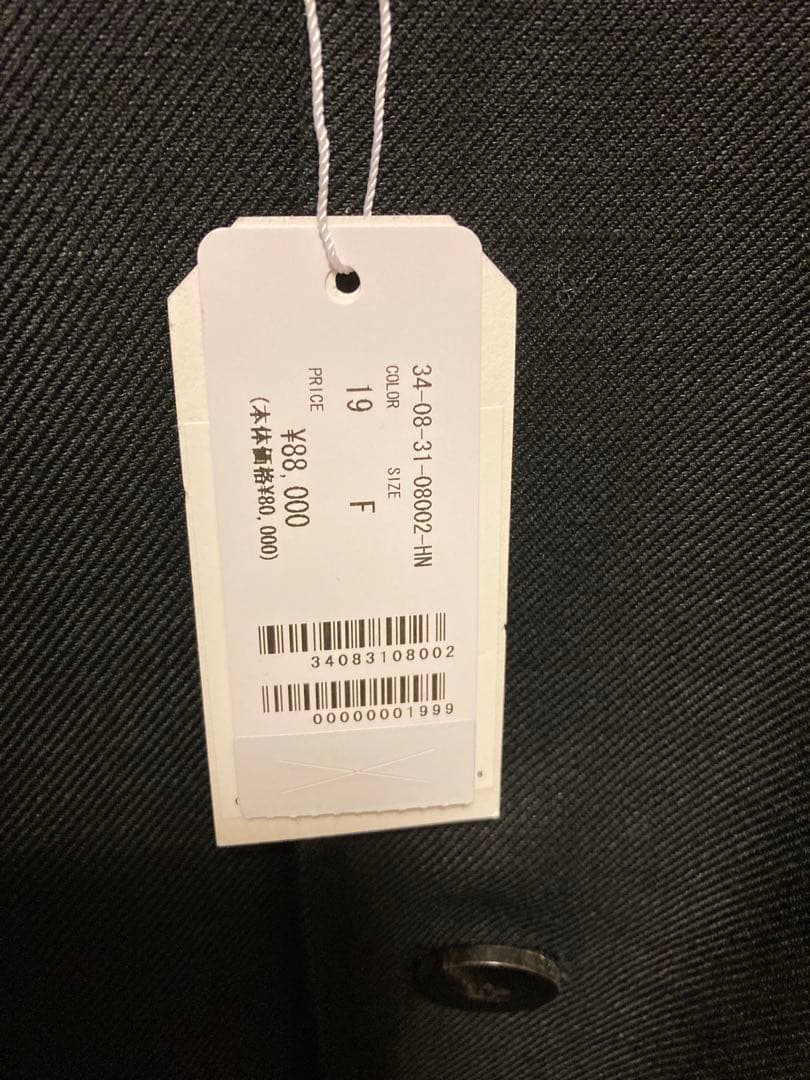 34-08-31-08002-HN
COLOR SIZE
19 F
PRICE
¥88,000
(本体価格¥80,000)
34083108002
00000001999